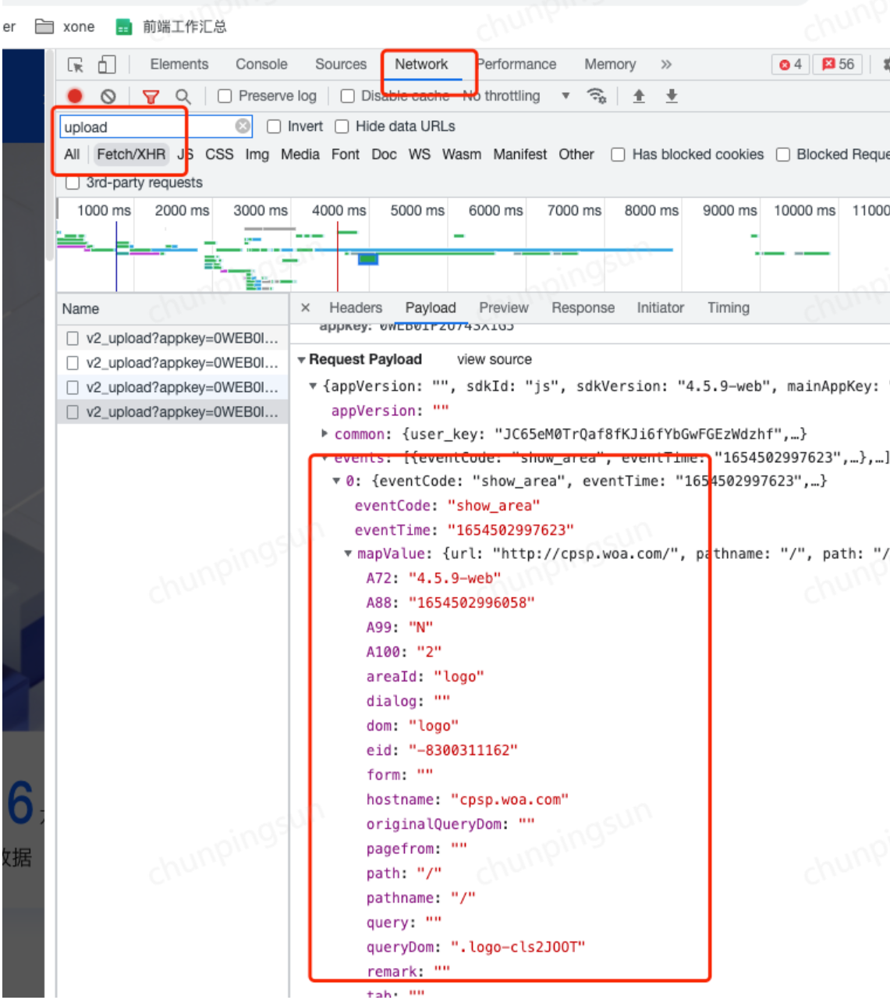 er xone 前端工作汇总
Elements Console Sources Network Performance Memory » 4 56
Preserve log Disable cache No throttling
upload Invert Hide data URLs
All Fetch/XHR JS CSS Img Media Font Doc WS Wasm Manifest Other Has blocked cookies Blocked Reque
3rd-party requests
1000 ms 2000 ms 3000 ms 4000 ms 5000 ms 6000 ms 7000 ms 8000 ms 9000 ms 10000 ms 11000
Name × Headers Payload Preview Response Initiator Timing
appkey: 0WEB01P2U743X1G5
v2_upload?appkey=0WEB0I...
v2_upload?appkey=0WEB0I...
v2_upload?appkey=0WEB0I...
v2_upload?appkey=0WEB0I...
Request Payload view source
{appVersion: "", sdkId: "js", sdkVersion: "4.5.9-web", mainAppKey: "
appVersion: ""
common: {user_key: "JC65eM0TrQaf8fKJi6fYbGwFGEzWdzhf",…}
events: [{eventCode: "show_area", eventTime: "1654502997623",…},…]
0: {eventCode: "show_area", eventTime: "1654502997623",…}
eventCode: "show_area"
eventTime: "1654502997623"
mapValue: {url: "http://cpsp.woa.com/", pathname: "/", path: "/
A72: "4.5.9-web"
A88: "1654502996058"
A99: "N"
A100: "2"
areaId: "logo"
dialog: ""
dom: "logo"
eid: "-8300311162"
form: ""
hostname: "cpsp.woa.com"
originalQueryDom: ""
pagefrom: ""
path: "/"
pathname: "/"
query: ""
queryDom: ".logo-cls2JOOT"
remark: ""
tab: ""
6
数据
chunpingsun